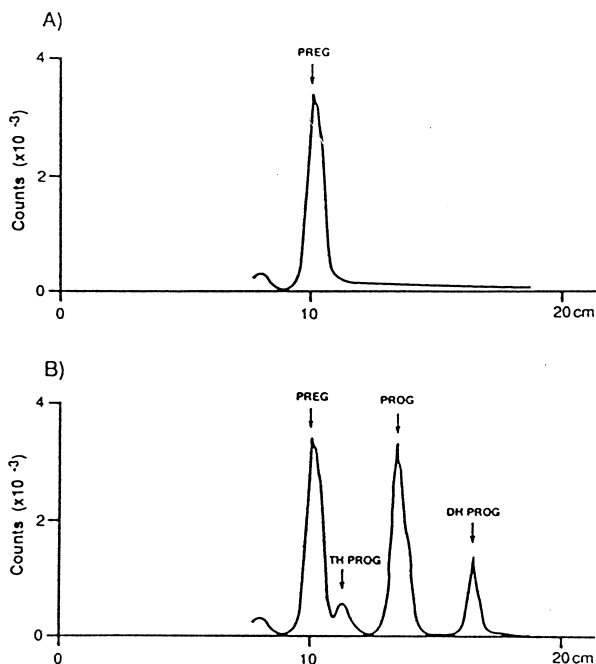 A)
PREG
4
2
0
Counts (x10 -3)
0
10
20 cm
B)
PREG
PROG
DH PROG
TH PROG
4
2
0
Counts (x10 -3)
0
10
20 cm